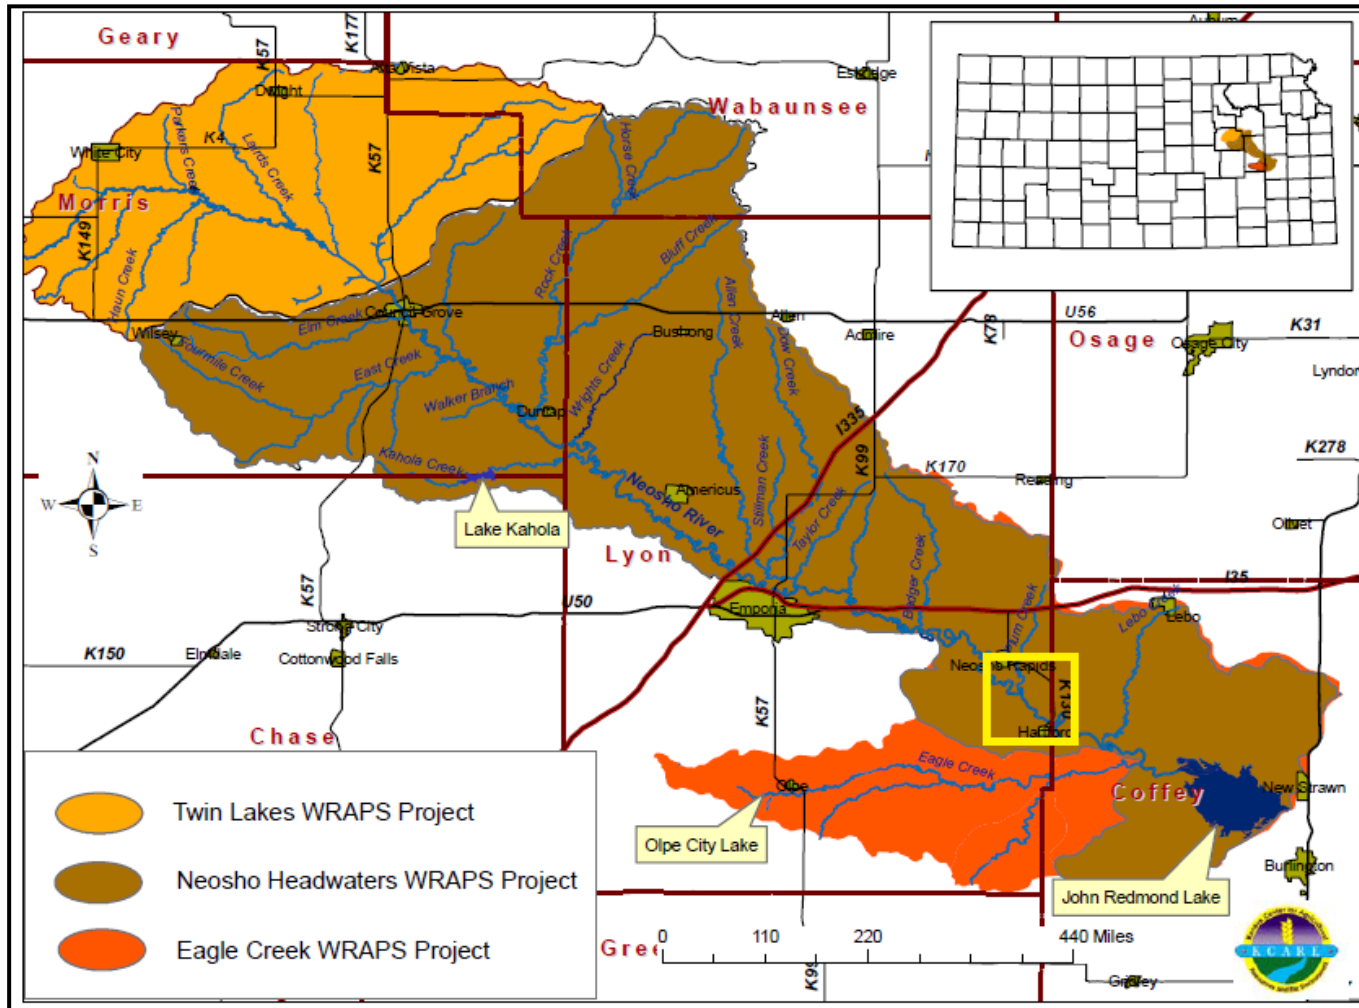 Geary
K57
K177
Alta Vista
Dwight
Eskridge
Auburn
Wabaunsee
White City
Parkers Creek
K4
Lairds Creek
K57
Horse Creek
Morris
K149
Haun Creek
Rock Creek
Bluff Creek
Allen Creek
Council Grove
Elm Creek
Wilsey
Fourmile Creek
East Creek
Bushong
Allen
Dow Creek
Admire
K78
U56
Osage
Osage City
K31
Lyndon
Walker Branch
Wrights Creek
Dunlap
I335
K99
K278
N
W
E
S
Kahola Creek
Lake Kahola
Neosho River
Americus
Stillman Creek
Taylor Creek
K170
Reading
Olivet
Lyon
K57
U50
Emporia
Badger Creek
I35
Lebo Creek
Lebo
Strong City
K150
Elmdale
Cottonwood Falls
Neosho Rapids
K130
Hartford
K57
Chase
Eagle Creek
Olpe
Coffey
New Strawn
Olpe City Lake
Burlington
John Redmond Lake
Twin Lakes WRAPS Project
Neosho Headwaters WRAPS Project
Eagle Creek WRAPS Project
0
110
220
440 Miles
K99
Gridley
KCARE